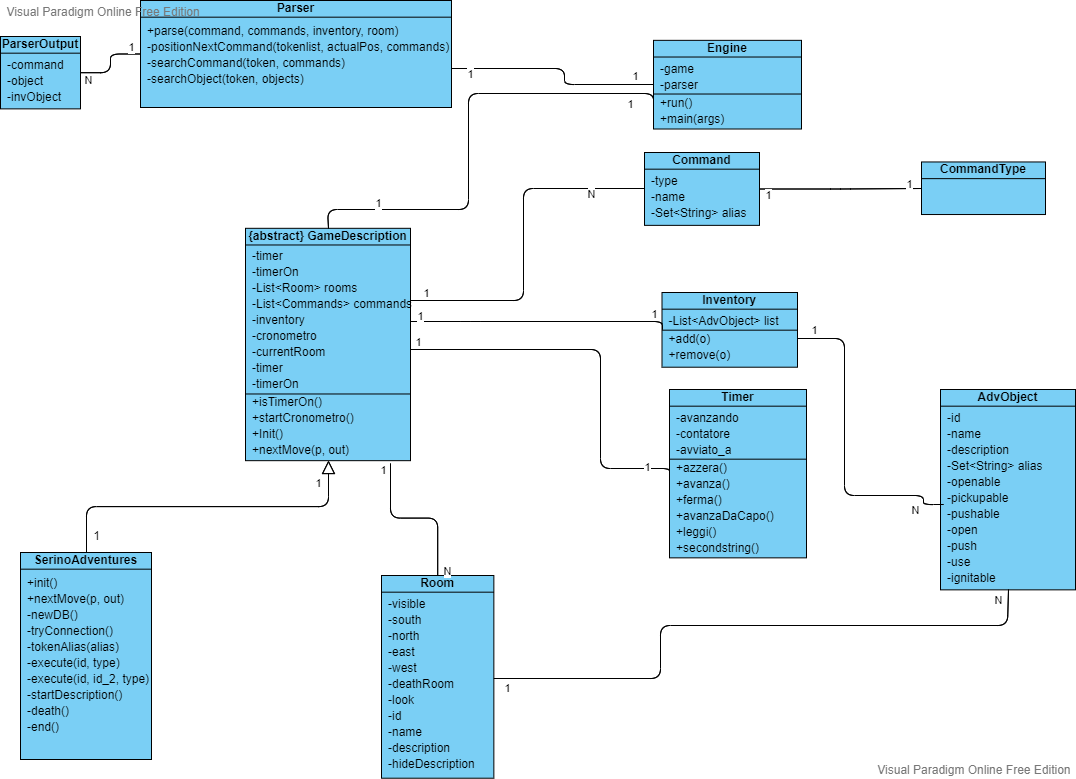 Visual Paradigm Online Free Edition
Parser
+parse(command, commands, inventory, room)
-positionNextCommand(tokenlist, actualPos, commands)
-searchCommand(token, commands)
-searchObject(token, objects)
ParserOutput
-command
-object
-invObject
1
N
1
1
1
Engine
-game
-parser
+run()
+main(args)
Command
-type
-name
-Set<String> alias
1
1
CommandType
1
N
{abstract} GameDescription
-timer
-timerOn
-List<Room> rooms
-List<Commands> commands
-inventory
-cronometro
-currentRoom
-timer
-timerOn
+isTimerOn()
+startCronometro()
+Init()
+nextMove(p, out)
1
1
1
1
Inventory
-List<AdvObject> list
+add(o)
+remove(o)
1
Timer
-avanzando
-contatore
-avviato_a
+azzera()
+avanza()
+ferma()
+avanzaDaCapo()
+leggi()
+secondstring()
1
AdvObject
-id
-name
-description
-Set<String> alias
-openable
-pickupable
-pushable
-open
-push
-use
-ignitable
N
N
1
1
1
SerinoAdventures
+init()
+nextMove(p, out)
-newDB()
-tryConnection()
-tokenAlias(alias)
-execute(id, type)
-execute(id, id_2, type)
-startDescription()
-death()
-end()
N
Room
-visible
-south
-north
-east
-west
-deathRoom
-look
-id
-name
-description
-hideDescription
1
Visual Paradigm Online Free Edition